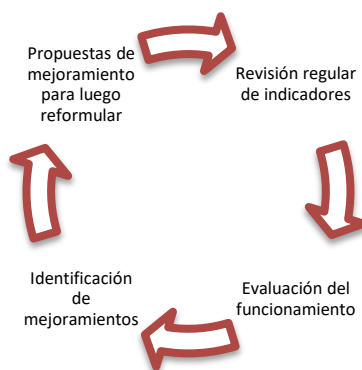 Propuestas de
mejoramiento
para luego
reformular
Revisión regular
de indicadores
Evaluación del
funcionamiento
Identificación
de
mejoramientos